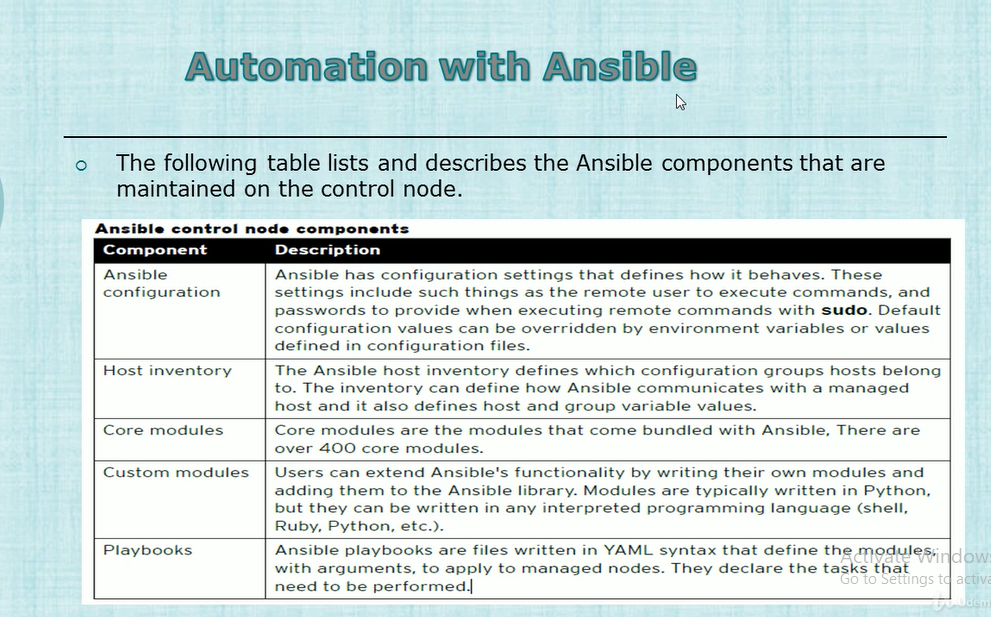 Automation with Ansible
The following table lists and describes the Ansible components that are
maintained on the control node.
Ansible control node components
Component Description
Ansible
configuration
Ansible has configuration settings that defines how it behaves. These
settings include such things as the remote user to execute commands, and
passwords to provide when executing remote commands with sudo. Default
configuration values can be overridden by environment variables or values
defined in configuration files.
Host inventory
The Ansible host inventory defines which configuration groups hosts belong
to. The inventory can define how Ansible communicates with a managed
host and it also defines host and group variable values.
Core modules
Core modules are the modules that come bundled with Ansible, There are
over 400 core modules.
Custom modules
Users can extend Ansible's functionality by writing their own modules and
adding them to the Ansible library. Modules are typically written in Python,
but they can be written in any interpreted programming language (shell,
Ruby, Python, etc.).
Playbooks
Ansible playbooks are files written in YAML syntax that define the modules,
with arguments, to apply to managed nodes. They declare the tasks that
need to be performed.
Activate Windows
Go to Settings to activa
Udem